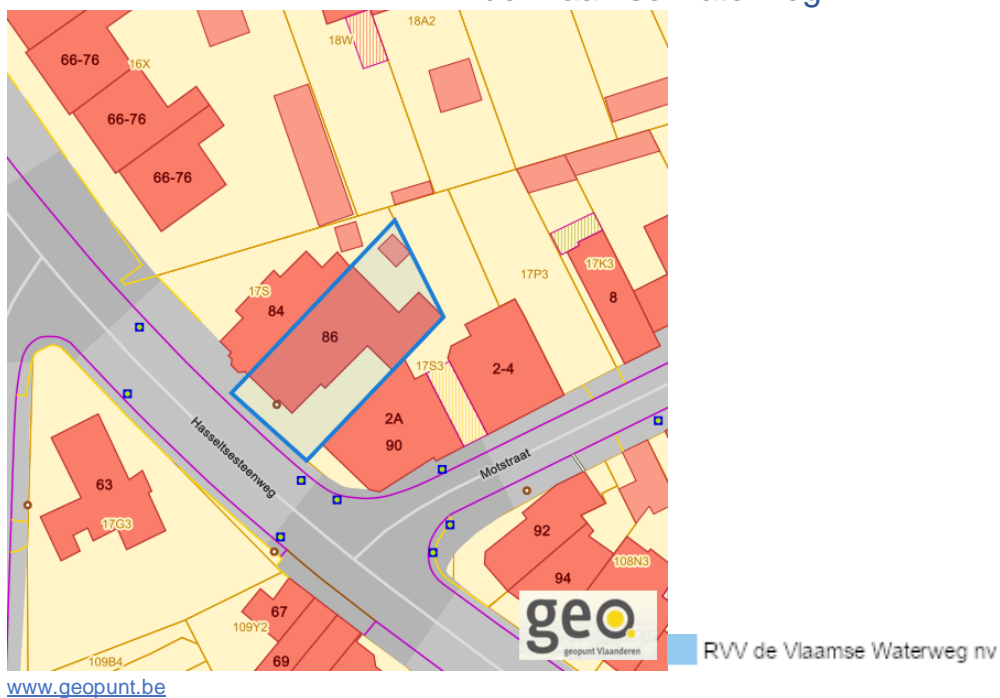 18A2
18W
66-76
16X
66-76
66-76
17P3
17K3
17S
84
8
86
17S3
2-4
2A
90
Hasseltsesteenweg
Motstraat
63
17G3
92
108N3
94
67
109Y2
69
109B4
geo
geopunt Vlaanderen
RVV de Vlaamse Waterweg nv
www.geopunt.be